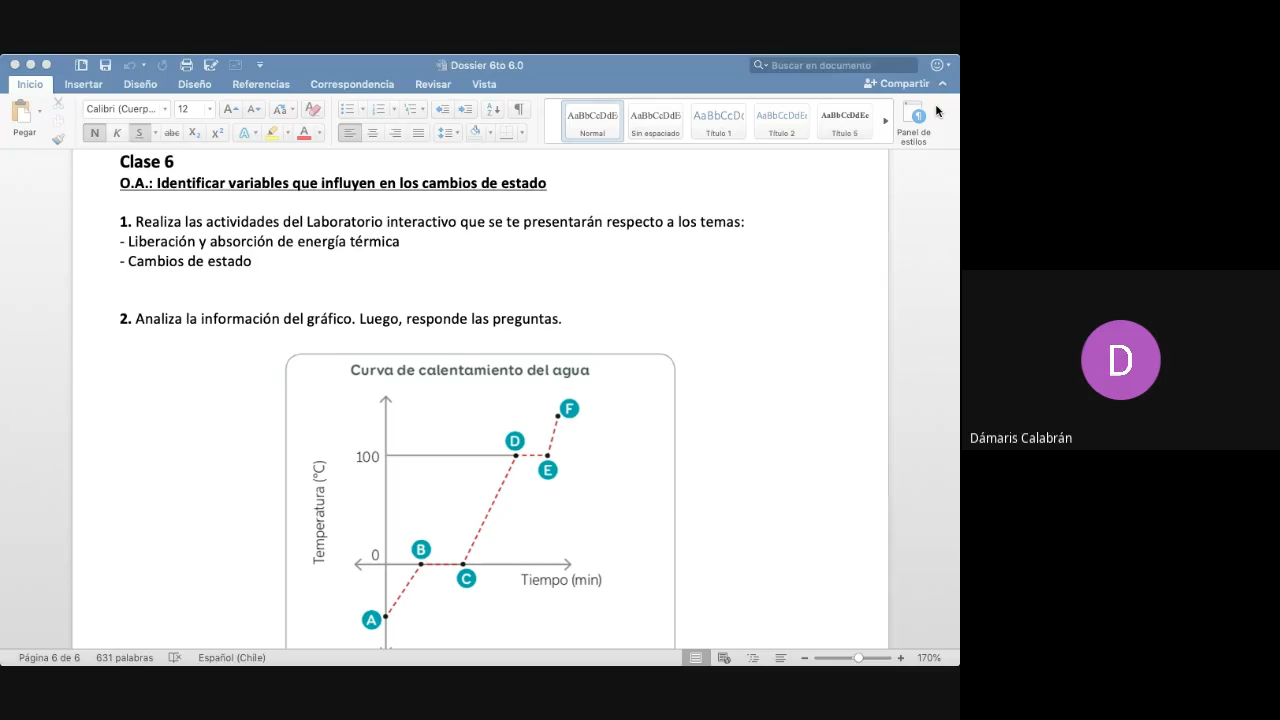 Dossier 6to 6.0
Buscar en documento
Inicio Insertar Diseño Diseño Referencias Correspondencia Revisar Vista
Compartir
Pegar
Calibri (Cuerp... 12
N K S abc X2 X2
AaBbCcDdE AaBbCcDdE AaBbCcDc AaBbCcDdEe AaBbCcDdEe
Normal Sin espaciado Título 1 Título 2 Título 5
Panel de
estilos
Clase 6
O.A.: Identificar variables que influyen en los cambios de estado
1. Realiza las actividades del Laboratorio interactivo que se te presentarán respecto a los temas:
- Liberación y absorción de energía térmica
- Cambios de estado
2. Analiza la información del gráfico. Luego, responde las preguntas.
Curva de calentamiento del agua
F
D
100
E
Temperatura (°C)
B
0
C
Tiempo (min)
A
Página 6 de 6 631 palabras Español (Chile) 170%
D
Dámaris Calabrán